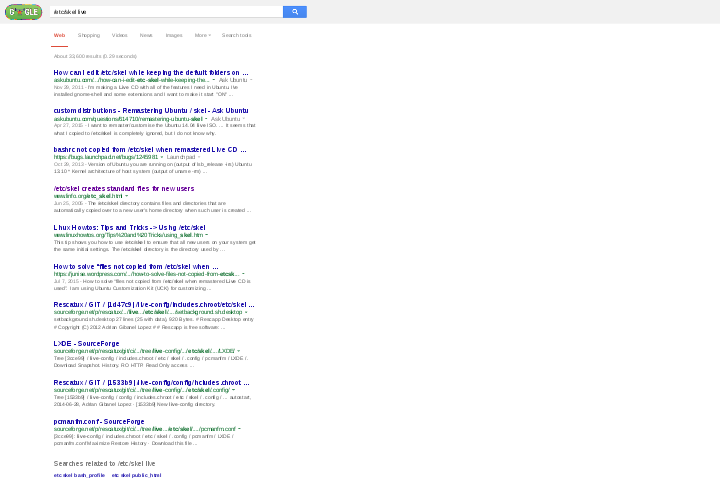 GOOGLE
/etc/skel live
Web Shopping Videos News Images More Search tools
About 33,600 results (0.29 seconds)
How can I edit /etc/skel while keeping the default folders on ...
askubuntu.com/.../how-can-i-edit-etc-skel-while-keeping-the... Ask Ubuntu
Nov 29, 2011 - I'm making a Live CD with all of the features I need in Ubuntu. I've
installed gnome-shell and some extensions and I want to make it start "ON" ...
custom distributions - Remastering Ubuntu / skel - Ask Ubuntu
askubuntu.com/questions/614710/remastering-ubuntu-skel Ask Ubuntu
Apr 27, 2015 - I want to remaster/customise the Ubuntu 14.04 live ISO. ... It seems that
what I copied to /etc/skel is completely ignored, but I do not know why.
bashrc not copied from /etc/skel when remastered Live CD ...
https://bugs.launchpad.net/bugs/1245981 Launchpad
Oct 29, 2013 - Version of Ubuntu you are running on (output of lsb_release -rs) Ubuntu
13.10 * Kernel architecture of host system (output of uname -m) ...
/etc/skel creates standard files for new users
www.linfo.org/etc_skel.html
Jun 25, 2006 - The /etc/skel directory contains files and directories that are
automatically copied over to a new user's home directory when such user is created ...
Linux Howtos: Tips and Tricks -> Using /etc/skel
www.linuxhowtos.org/Tips%20and%20Tricks/using_skel.htm
This tip shows you how to use /etc/skel to ensure that all new users on your system get
the same initial settings. The /etc/skel directory is the directory used by ...
How to solve "files not copied from /etc/skel when ...
wordpress.com/.../how-to-solve-files-not-copied-from-etcsk...
Jul 7, 2015 - How to solve "files not copied from /etc/skel when remastered Live CD is
used". I am using Ubuntu Customization Kit (UCK) for customizing ...
Rescatux / GIT / [1d47c9] /live-config/includes.chroot/etc/skel ...
sourceforge.net/p/rescatux/.../live.../etc/skel/.../setbackground.sh.desktop
setbackground.sh.desktop 27 lines (25 with data), 920 Bytes. # Rescapp Desktop entry
# Copyright (C) 2012 Adrian Gibanel Lopez # # Rescapp is free software: ...
LXDE - SourceForge
sourceforge.net/p/rescatux/git/ci/.../tree/live-config/.../etc/skel/.../LXDE/
Tree [3cce99] / live-config / includes.chroot / etc / skel / . config / pcmanfm / LXDE /.
Download Snapshot History. RO HTTP Read Only access ...
Rescatux / GIT / [1533b9] /live-config/config/includes.chroot ...
sourceforge.net/p/rescatux/git/ci/.../tree/live-config/.../etc/skel/.config/
Tree [1533b9] / live-config / config / includes.chroot / etc / skel / . config / ... autostart,
2014-06-28, Adrian Gibanel Lopez - [1533b9] New live-config directory.
pcmanfm.conf - SourceForge
sourceforge.net/p/rescatux/git/ci/.../tree/live.../etc/skel/.../pcmanfm.conf
[3cce99]: live-config / includes.chroot / etc / skel / . config / pcmanfm / LXDE /
pcmanfm.conf Maximize Restore History · Download this file ...
Searches related to /etc/skel live
etc skel bash_profile etc skel public_html